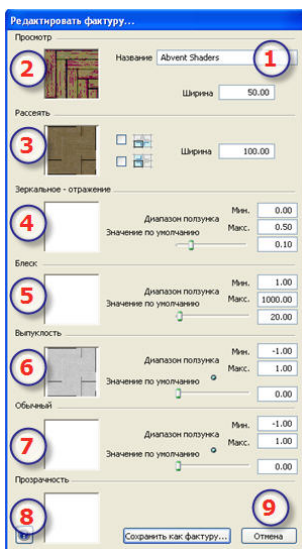 Редактировать фактуру...
Просмотр
1
2
Название Abvent Shaders
Ширина 50.00
Рассеять
3
Ширина 100.00
Зеркальное - отражение
4
Мин. 0.00
Диапазон ползунка Макс. 0.50
Значение по умолчанию 0.10
Блеск
5
Мин. 1.00
Диапазон ползунка Макс. 1000.00
Значение по умолчанию 20.00
Выпуклость
6
Мин. -1.00
Диапазон ползунка Макс. 1.00
Значение по умолчанию 0.00
Обычный
7
Мин. -1.00
Диапазон ползунка Макс. 1.00
Значение по умолчанию 0.00
Прозрачность
8
9
Сохранить как фактуру... Отмена